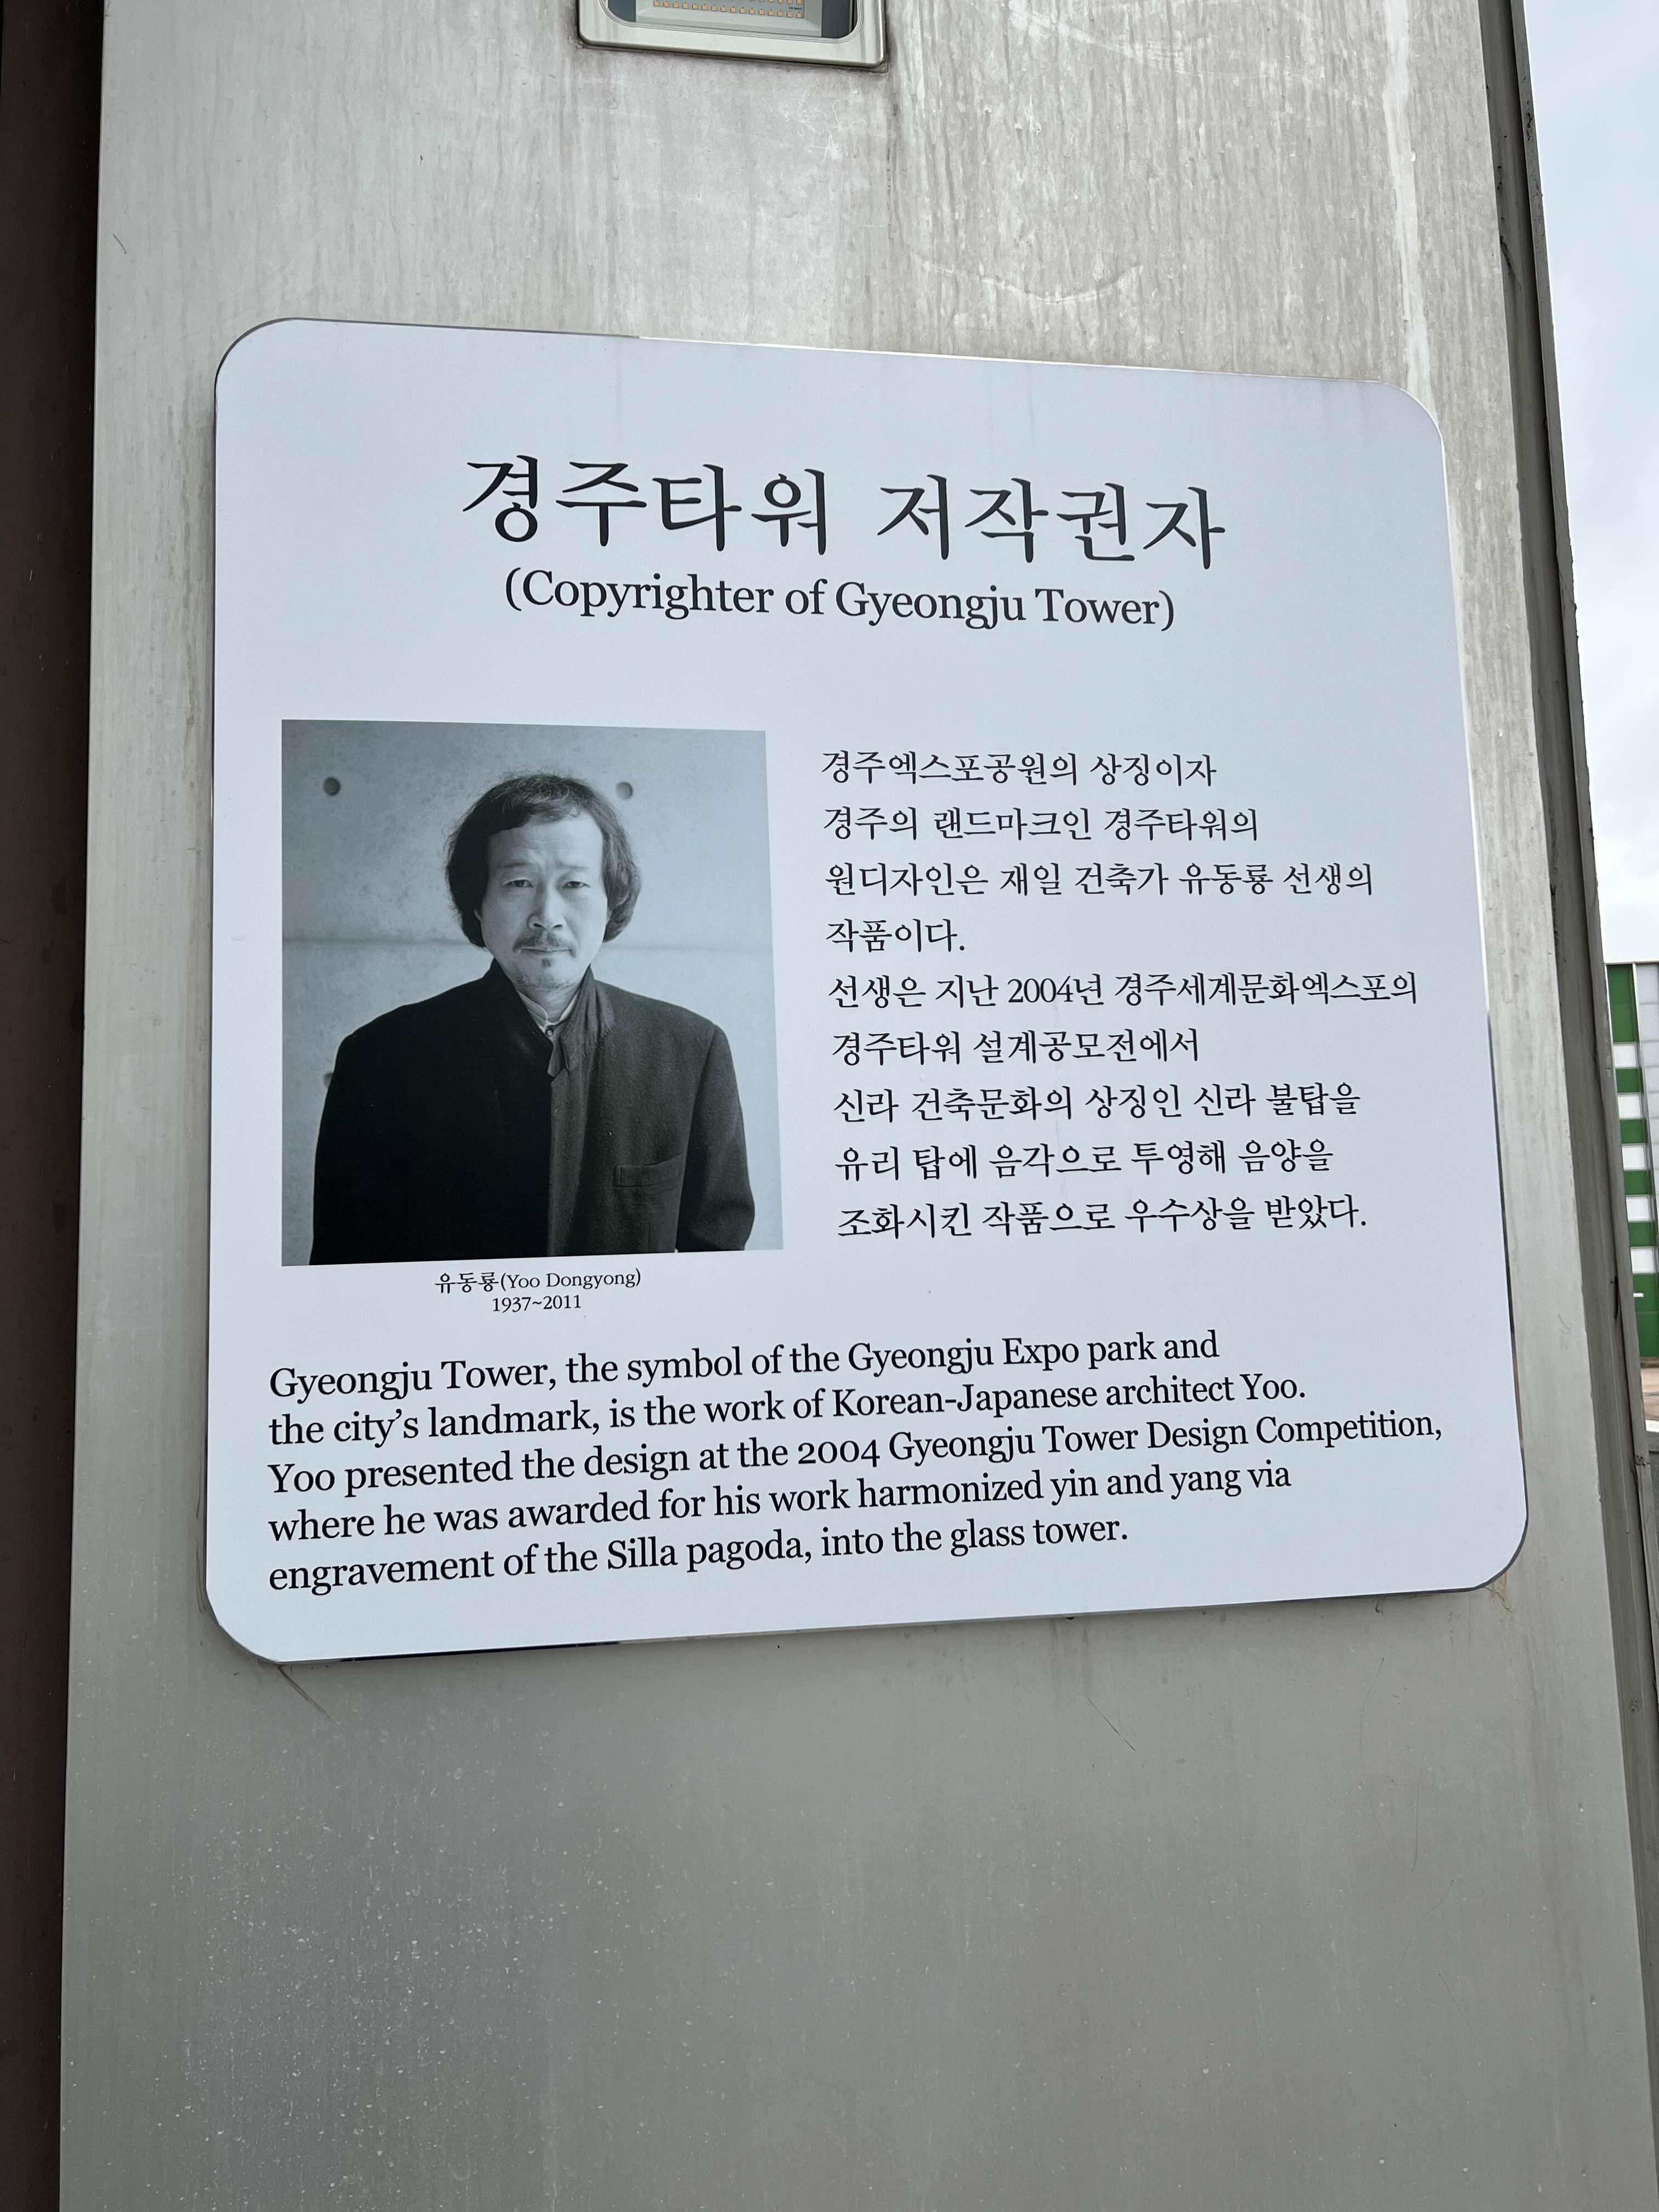 경주타워 저작권자
(Copyrighter of Gyeongju Tower)
경주엑스포공원의 상징이자
경주의 랜드마크인 경주타워의
원디자인은 재일 건축가 유동룡 선생의
작품이다.
선생은 지난 2004년 경주세계문화엑스포의
경주타워 설계공모전에서
신라 건축문화의 상징인 신라 불탑을
유리 탑에 음각으로 투영해 음양을
조화시킨 작품으로 우수상을 받았다.
유동룡(Yoo Dongyong)
1937~2011
Gyeongju Tower, the symbol of the Gyeongju Expo park and
the city's landmark, is the work of Korean-Japanese architect Yoo.
Yoo presented the design at the 2004 Gyeongju Tower Design Competition,
where he was awarded for his work harmonized yin and yang via
engravement of the Silla pagoda, into the glass tower.